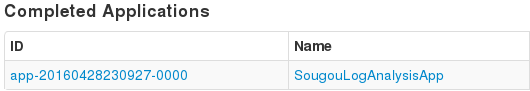 Completed Applications
ID Name
app-20160428230927-0000 SougouLogAnalysisApp